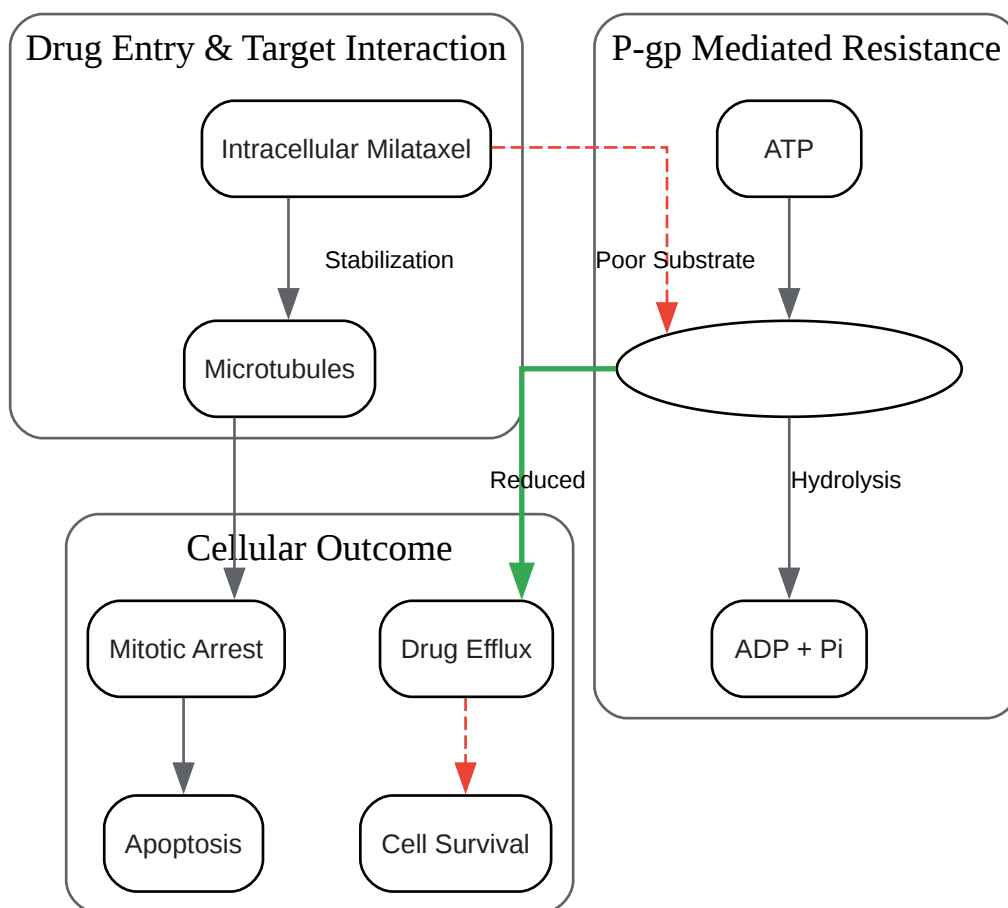 Drug Entry & Target Interaction
P-gp Mediated Resistance
Intracellular Milataxel
ATP
Stabilization
Poor Substrate
Microtubules
Reduced
Hydrolysis
Cellular Outcome
Mitotic Arrest
Drug Efflux
ADP + Pi
Apoptosis
Cell Survival